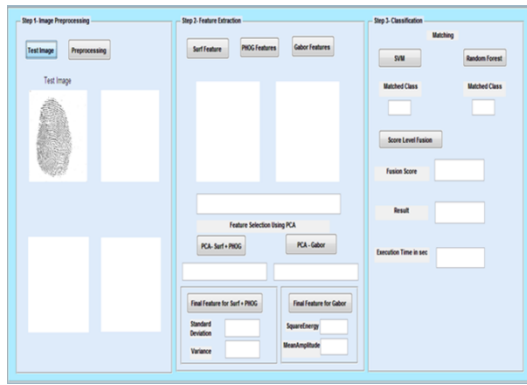 Step 1- Image Preprocessing
Test Image
Preprocessing
Test Image
Step 2- Feature Extraction
Surf Feature
PHOG Features
Gabor Features
Feature Selection Using PCA
PCA- Surf + PHOG
PCA - Gabor
Final Feature for Surf + PHOG
Standard
Deviation
Variance
Final Feature for Gabor
SquareEnergy
MeanAmplitude
Step 3- Classification
Matching
SVM
Random Forest
Matched Class
Matched Class
Score Level Fusion
Fusion Score
Result
Execution Time in sec